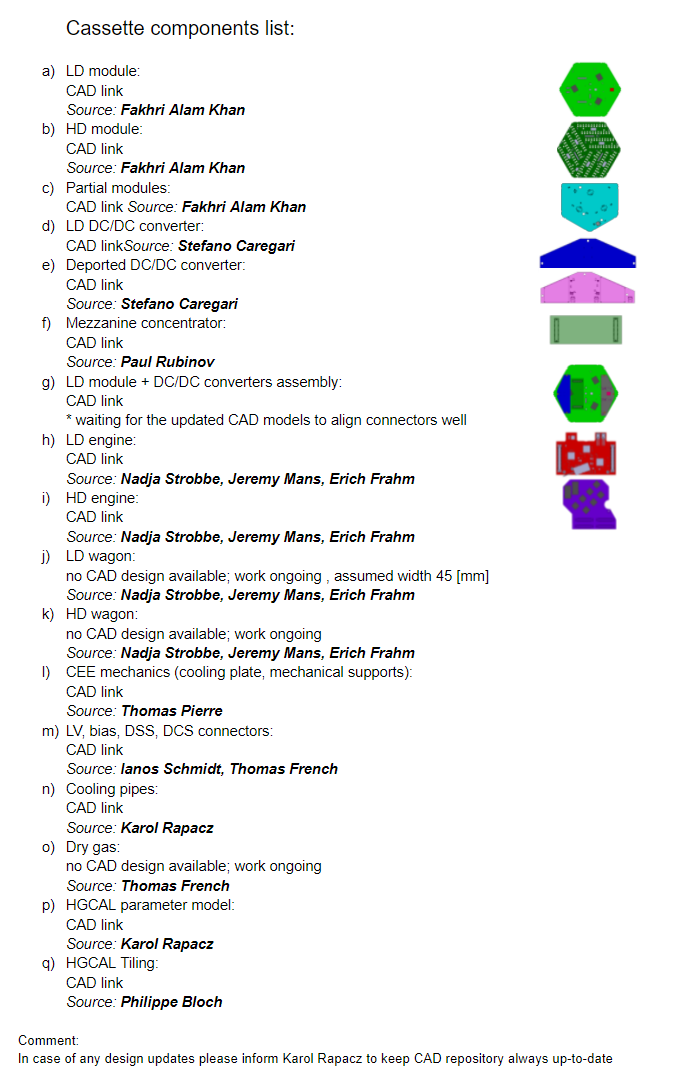 Cassette components list:
a) LD module:
CAD link
Source: Fakhri Alam Khan
b) HD module:
CAD link
Source: Fakhri Alam Khan
c) Partial modules:
CAD link Source: Fakhri Alam Khan
d) LD DC/DC converter:
CAD linkSource: Stefano Caregari
e) Deported DC/DC converter:
CAD link
Source: Stefano Caregari
f) Mezzanine concentrator:
CAD link
Source: Paul Rubinov
g) LD module + DC/DC converters assembly:
CAD link
* waiting for the updated CAD models to align connectors well
h) LD engine:
CAD link
Source: Nadja Strobbe, Jeremy Mans, Erich Frahm
i) HD engine:
CAD link
Source: Nadja Strobbe, Jeremy Mans, Erich Frahm
j) LD wagon:
no CAD design available; work ongoing , assumed width 45 [mm]
Source: Nadja Strobbe, Jeremy Mans, Erich Frahm
k) HD wagon:
no CAD design available; work ongoing
Source: Nadja Strobbe, Jeremy Mans, Erich Frahm
l) CEE mechanics (cooling plate, mechanical supports):
CAD link
Source: Thomas Pierre
m) LV, bias, DSS, DCS connectors:
CAD link
Source: Ianos Schmidt, Thomas French
n) Cooling pipes:
CAD link
Source: Karol Rapacz
o) Dry gas:
no CAD design available; work ongoing
Source: Thomas French
p) HGCAL parameter model:
CAD link
Source: Karol Rapacz
q) HGCAL Tiling:
CAD link
Source: Philippe Bloch
Comment:
In case of any design updates please inform Karol Rapacz to keep CAD repository always up-to-date